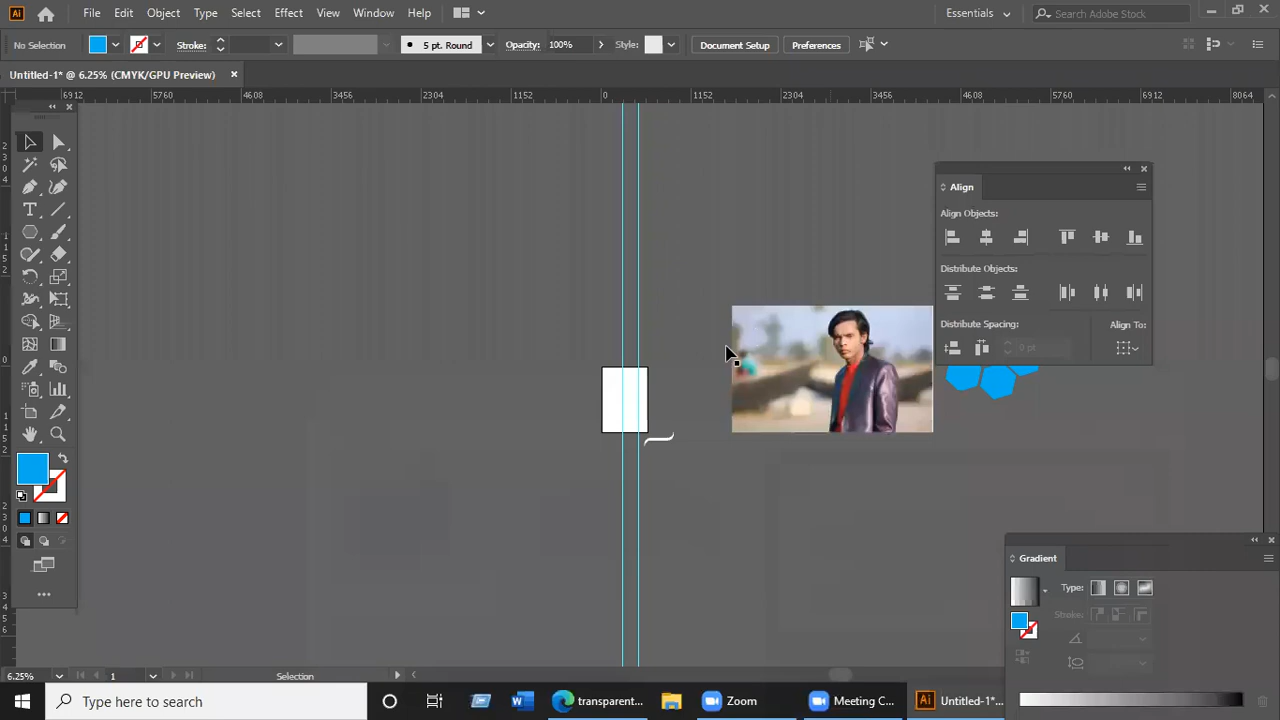 File Edit Object Type Select Effect View Window Help Essentials Search Adobe Stock
No Selection Stroke: 5 pt. Round Opacity: 100% Style: Document Setup Preferences
Untitled-1* @ 6.25% (CMYK/GPU Preview)
6912 5760 4608 3456 2304 1152 0 1152 2304 3456 4608 5760 6912 8064
Align
Align Objects:
Distribute Objects:
Distribute Spacing: Align To:
0 pt
Gradient
Type:
Stroke:
6.25% 1 Selection
Type here to search transparent... Zoom Meeting C... Untitled-1*...